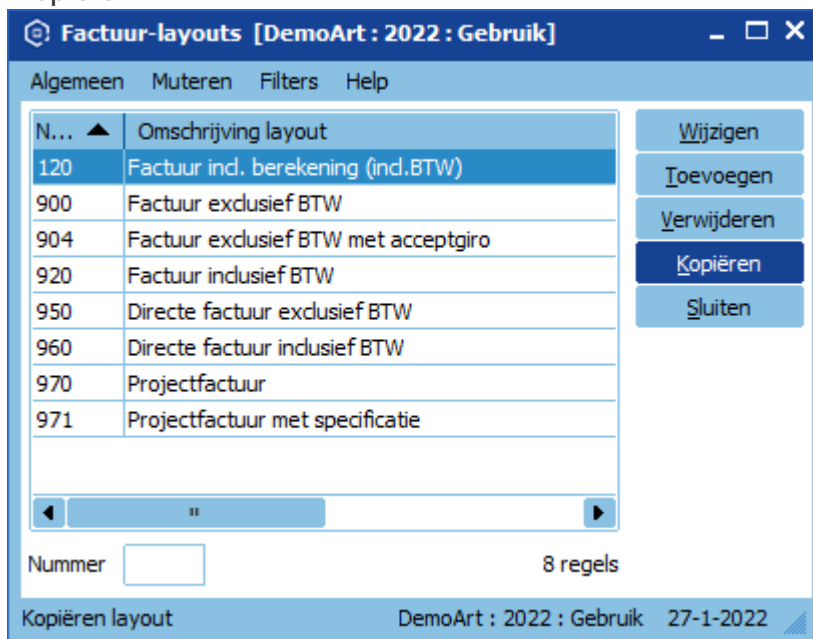 Factuur-layouts [DemoArt : 2022 : Gebruik]
Algemeen Muteren Filters Help
N... Omschrijving layout
120 Factuur incl. berekening (incl.BTW)
900 Factuur exclusief BTW
904 Factuur exclusief BTW met acceptgiro
920 Factuur inclusief BTW
950 Directe factuur exclusief BTW
960 Directe factuur inclusief BTW
970 Projectfactuur
971 Projectfactuur met specificatie
Wijzigen
Toevoegen
Verwijderen
Kopiëren
Sluiten
Nummer
8 regels
Kopiëren layout DemoArt : 2022 : Gebruik 27-1-2022